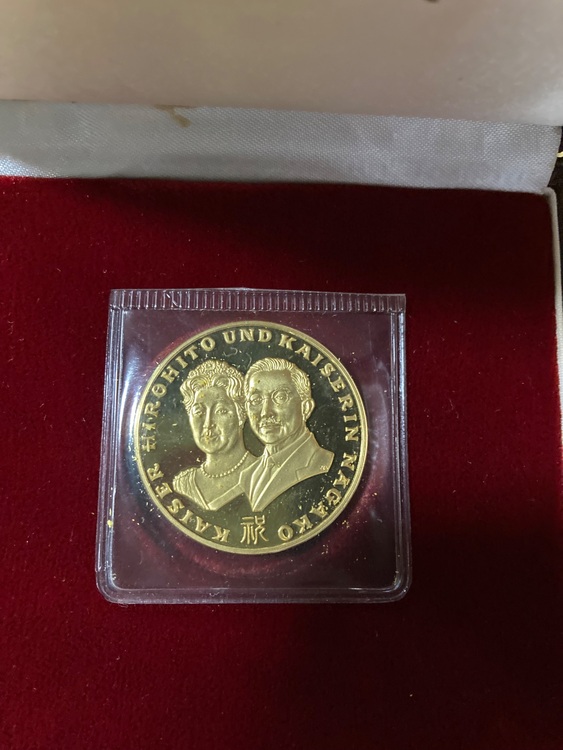 KAISER HIROHITO UND KAISERIN NAGAKO
祝